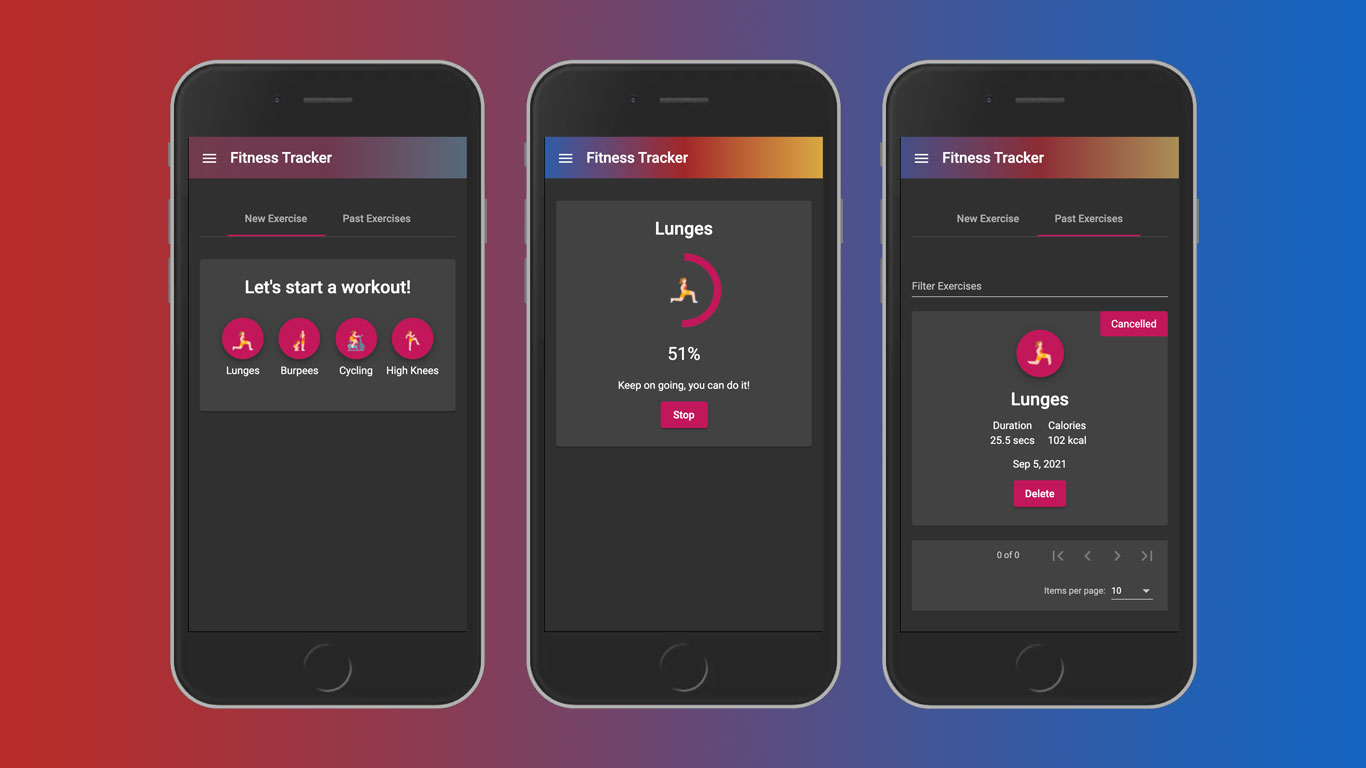 Fitness Tracker
New Exercise Past Exercises
Let's start a workout!
Lunges Burpees Cycling High Knees
Fitness Tracker
Lunges
51%
Keep on going, you can do it!
Stop
Fitness Tracker
New Exercise Past Exercises
Filter Exercises
Cancelled
Lunges
Duration Calories
25.5 secs 102 kcal
Sep 5, 2021
Delete
0 of 0
Items per page: 10